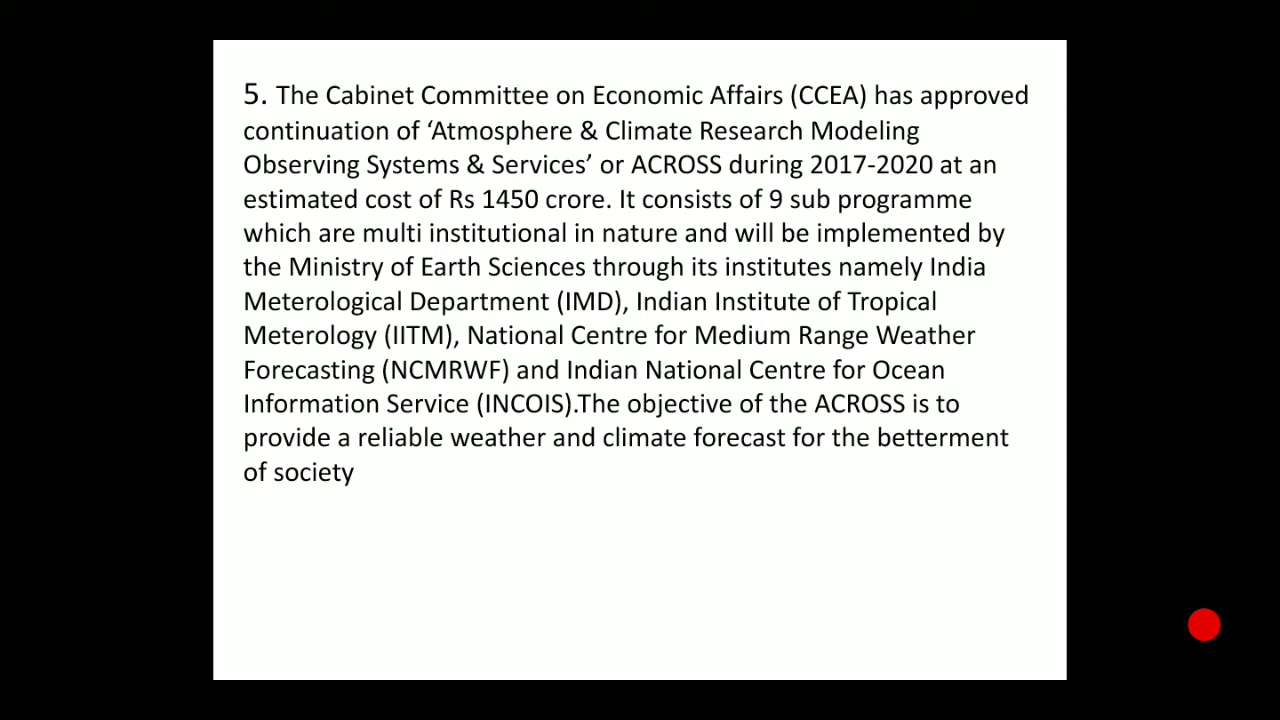 5. The Cabinet Committee on Economic Affairs (CCEA) has approved
continuation of ‘Atmosphere & Climate Research Modeling
Observing Systems & Services’ or ACROSS during 2017-2020 at an
estimated cost of Rs 1450 crore. It consists of 9 sub programme
which are multi institutional in nature and will be implemented by
the Ministry of Earth Sciences through its institutes namely India
Meterological Department (IMD), Indian Institute of Tropical
Meterology (IITM), National Centre for Medium Range Weather
Forecasting (NCMRWF) and Indian National Centre for Ocean
Information Service (INCOIS).The objective of the ACROSS is to
provide a reliable weather and climate forecast for the betterment
of society